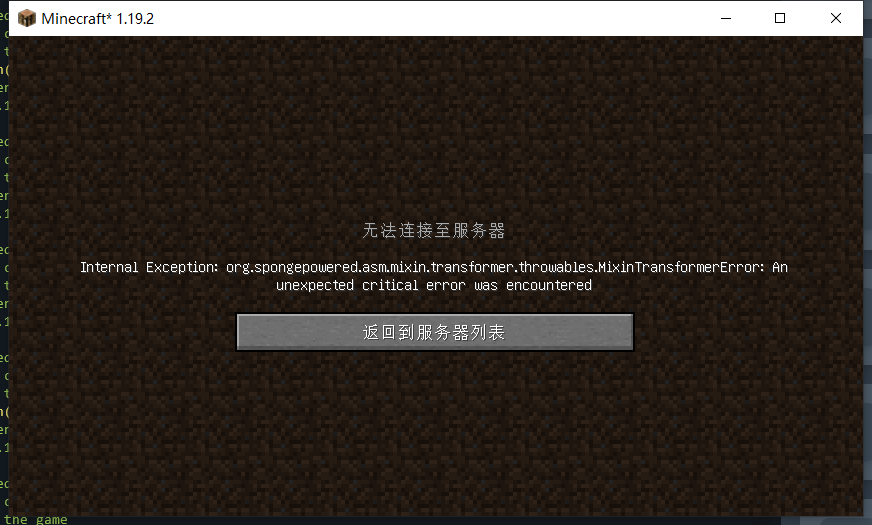 Minecraft* 1.19.2
无法连接至服务器
Internal Exception: org.spongepowered.asm.mixin.transformer.throwables.MixinTransformerError: An
unexpected critical error was encountered
返回到服务器列表
the game